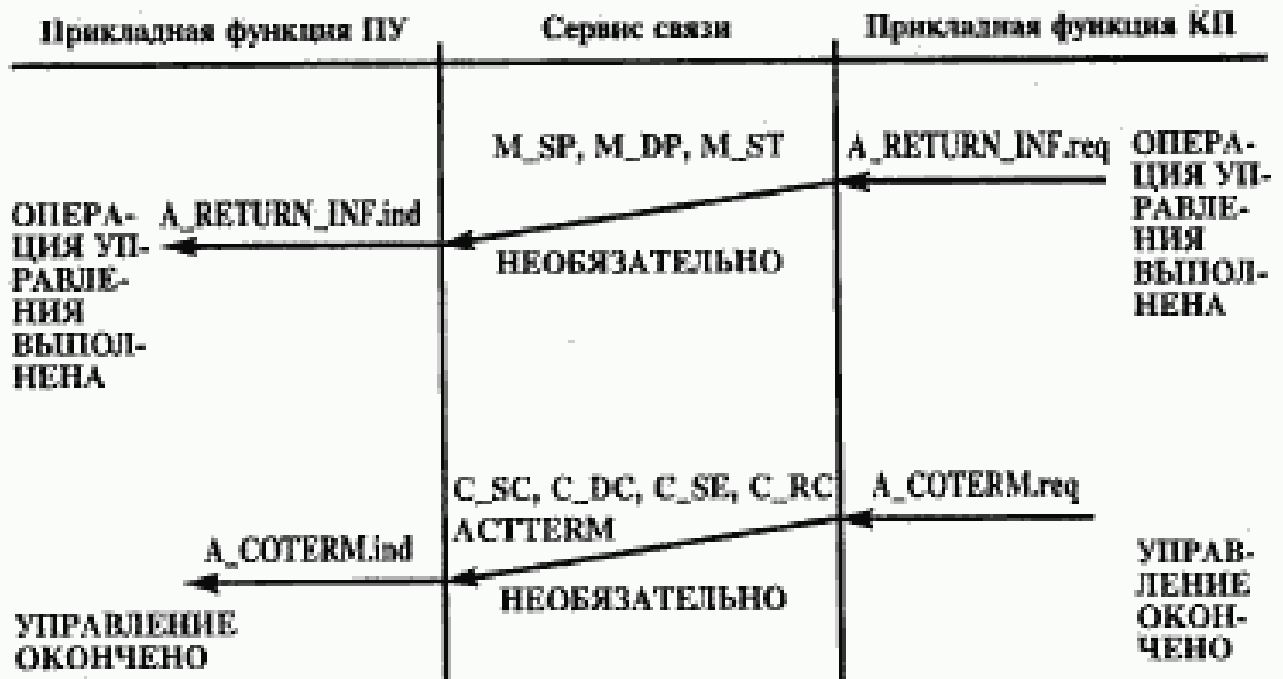 Прикладная функция ПУ
Сервис связи
Прикладная функция КП
M_SP, M_DP, M_ST
A_RETURN_INF.req
ОПЕРА-
ЦИЯ УП-
РАВЛЕ-
НИЯ
ВЫПОЛ-
НЕНА
ОПЕРА-
ЦИЯ УП-
РАВЛЕ-
НИЯ
ВЫПОЛ-
НЕНА
A_RETURN_INF.ind
НЕОБЯЗАТЕЛЬНО
C_SC, C_DC, C_SE, C_RC
ACTTERM
A_COTERM.req
A_COTERM.ind
НЕОБЯЗАТЕЛЬНО
УПРАВ-
ЛЕНИЕ
ОКОН-
ЧЕНО
УПРАВЛЕНИЕ
ОКОНЧЕНО